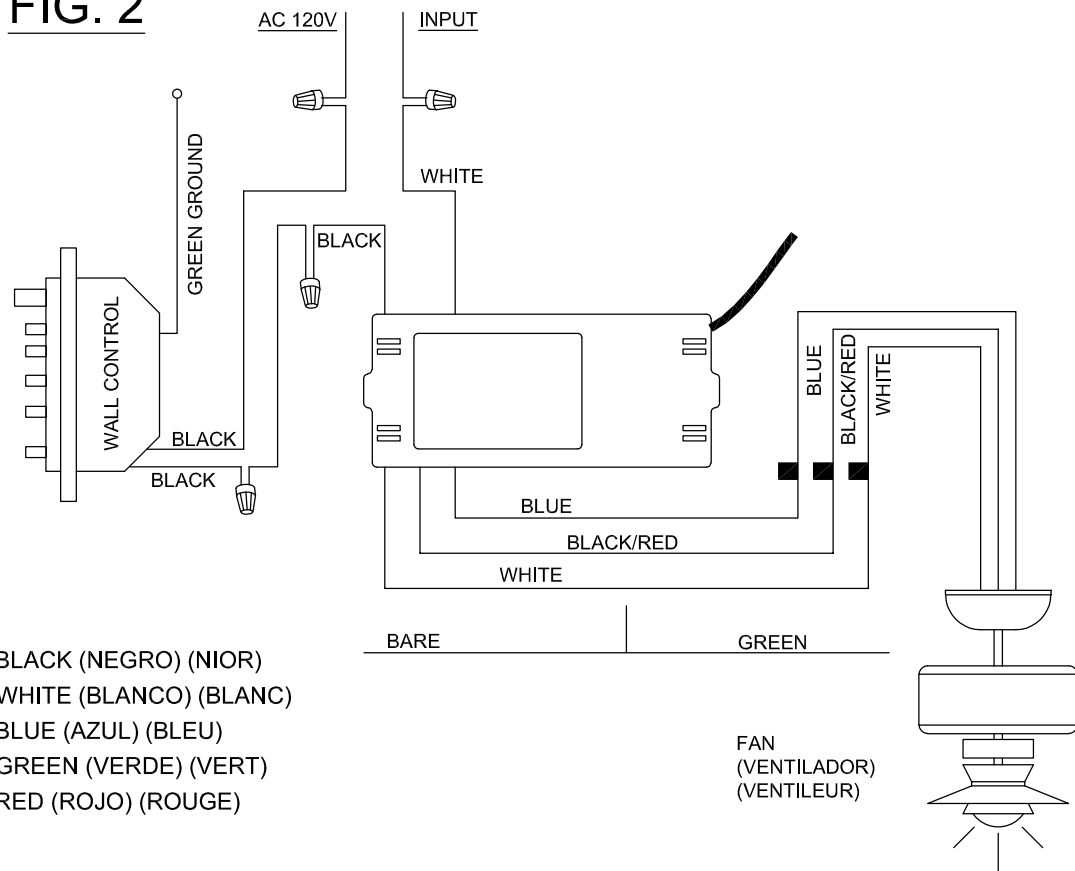 FIG. 2
AC 120V
INPUT
GREEN GROUND
WHITE
BLACK
WALL CONTROL
BLACK
BLACK
BLUE
BLACK/RED
WHITE
BLUE
BLACK/RED
WHITE
BARE
GREEN
BLACK (NEGRO) (NIOR)
WHITE (BLANCO) (BLANC)
BLUE (AZUL) (BLEU)
GREEN (VERDE) (VERT)
RED (ROJO) (ROUGE)
FAN
(VENTILADOR)
(VENTILEUR)